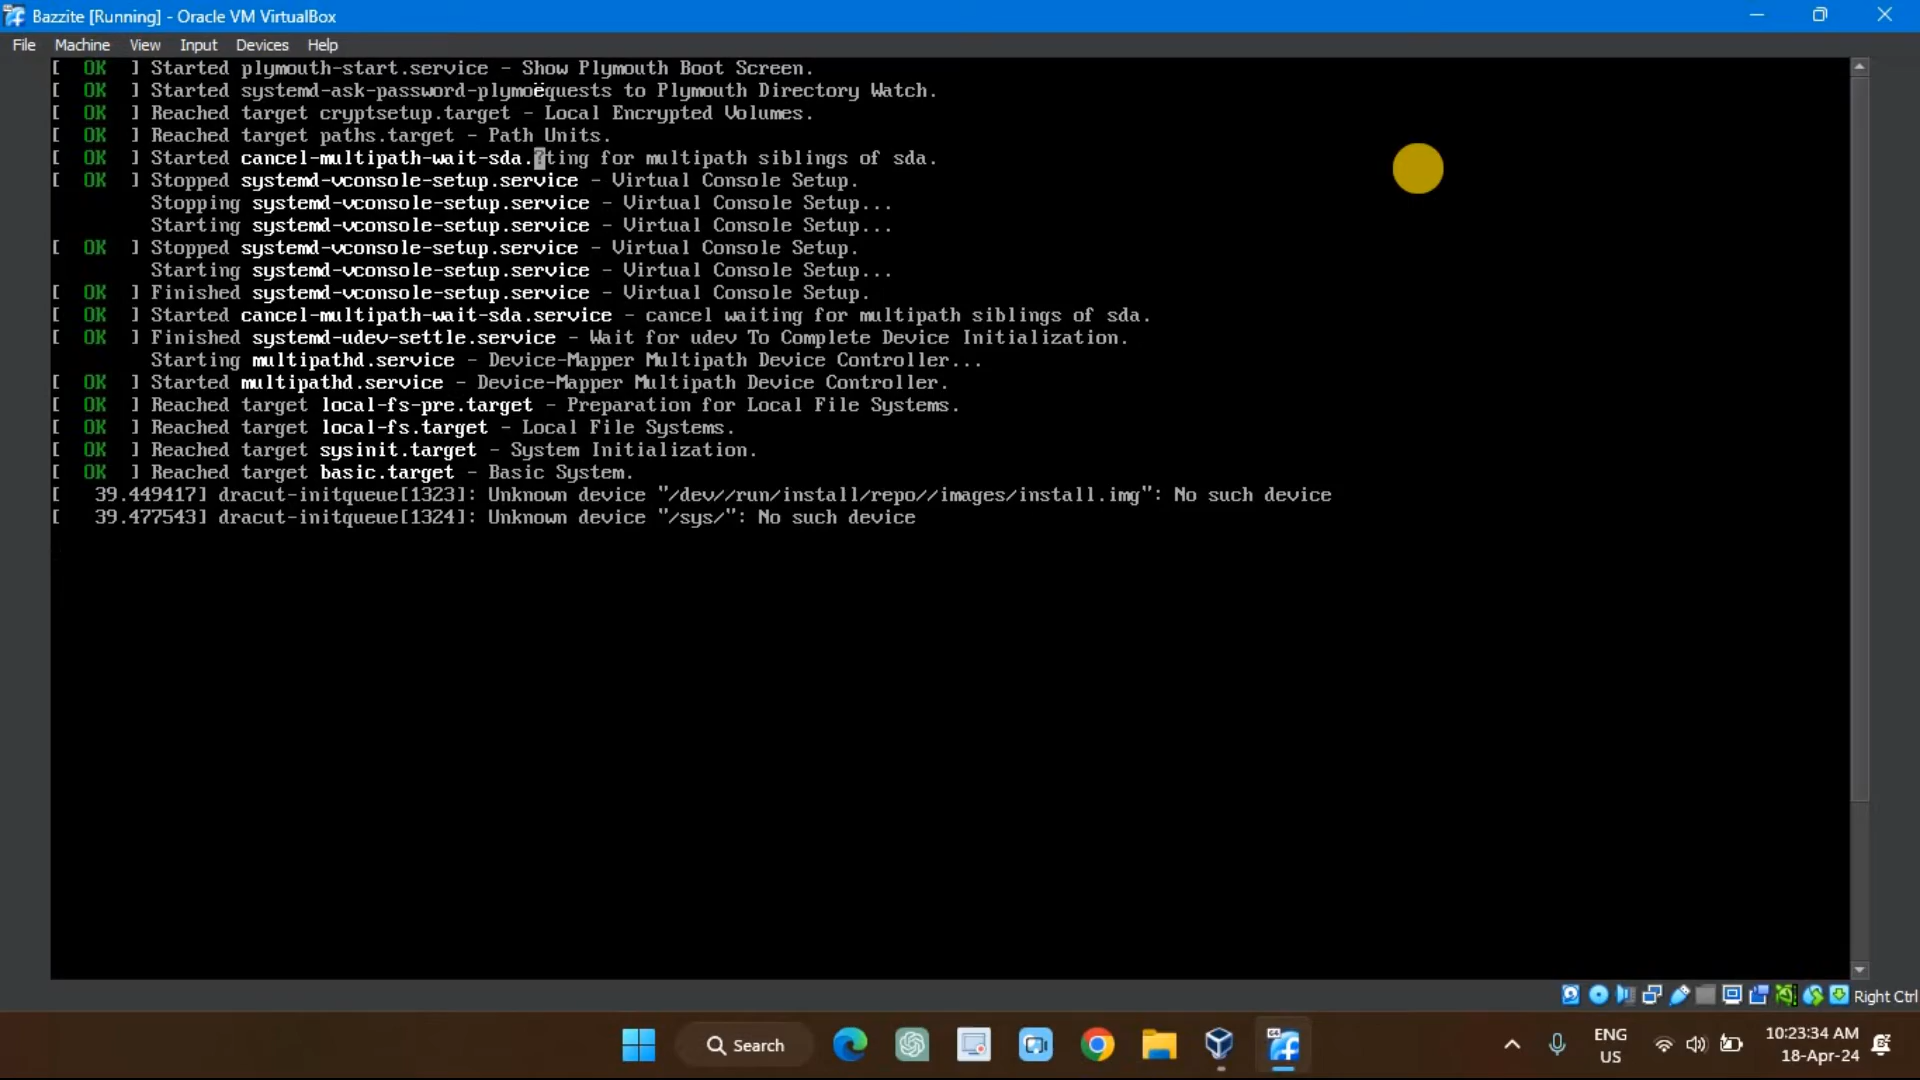 Bazzite [Running] - Oracle VM VirtualBox
File Machine View Input Devices Help
[ OK ] Started plymouth-start.service - Show Plymouth Boot Screen.
[ OK ] Started systemd-ask-password-plymoëquests to Plymouth Directory Watch.
[ OK ] Reached target cryptsetup.target - Local Encrypted Volumes.
[ OK ] Reached target paths.target - Path Units.
[ OK ] Started cancel-multipath-wait-sda.?ting for multipath siblings of sda.
[ OK ] Stopped systemd-vconsole-setup.service - Virtual Console Setup.
Stopping systemd-vconsole-setup.service - Virtual Console Setup...
Starting systemd-vconsole-setup.service - Virtual Console Setup...
[ OK ] Stopped systemd-vconsole-setup.service - Virtual Console Setup.
Starting systemd-vconsole-setup.service - Virtual Console Setup...
[ OK ] Finished systemd-vconsole-setup.service - Virtual Console Setup.
[ OK ] Started cancel-multipath-wait-sda.service - cancel waiting for multipath siblings of sda.
[ OK ] Finished systemd-udev-settle.service - Wait for udev To Complete Device Initialization.
Starting multipathd.service - Device-Mapper Multipath Device Controller...
[ OK ] Started multipathd.service - Device-Mapper Multipath Device Controller.
[ OK ] Reached target local-fs-pre.target - Preparation for Local File Systems.
[ OK ] Reached target local-fs.target - Local File Systems.
[ OK ] Reached target sysinit.target - System Initialization.
[ OK ] Reached target basic.target - Basic System.
[ 39.449417] dracut-initqueue[1323]: Unknown device "/dev//run/install/repo//images/install.img": No such device
[ 39.477543] dracut-initqueue[1324]: Unknown device "/sys/": No such device
Right Ctrl
Search
ENG
US
10:23:34 AM
18-Apr-24